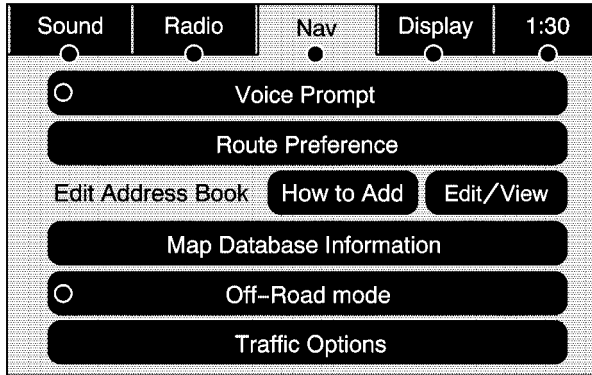 Sound Radio Nav Display 1:30
Voice Prompt
Route Preference
Edit Address Book How to Add Edit/View
Map Database Information
Off–Road mode
Traffic Options